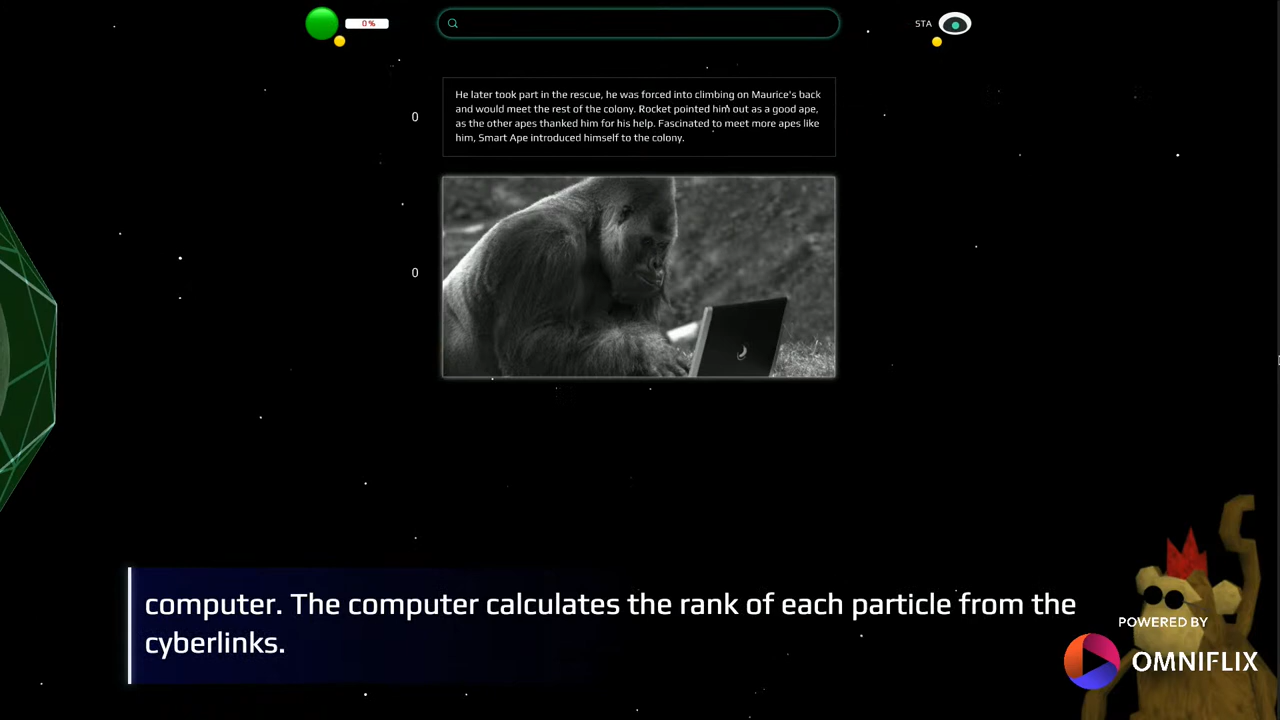 0 %
STA
He later took part in the rescue, he was forced into climbing on Maurice's back
and would meet the rest of the colony. Rocket pointed him out as a good ape,
as the other apes thanked him for his help. Fascinated to meet more apes like
him, Smart Ape introduced himself to the colony.
0
0
computer. The computer calculates the rank of each particle from the
cyberlinks.
POWERED BY
OMNIFLIX